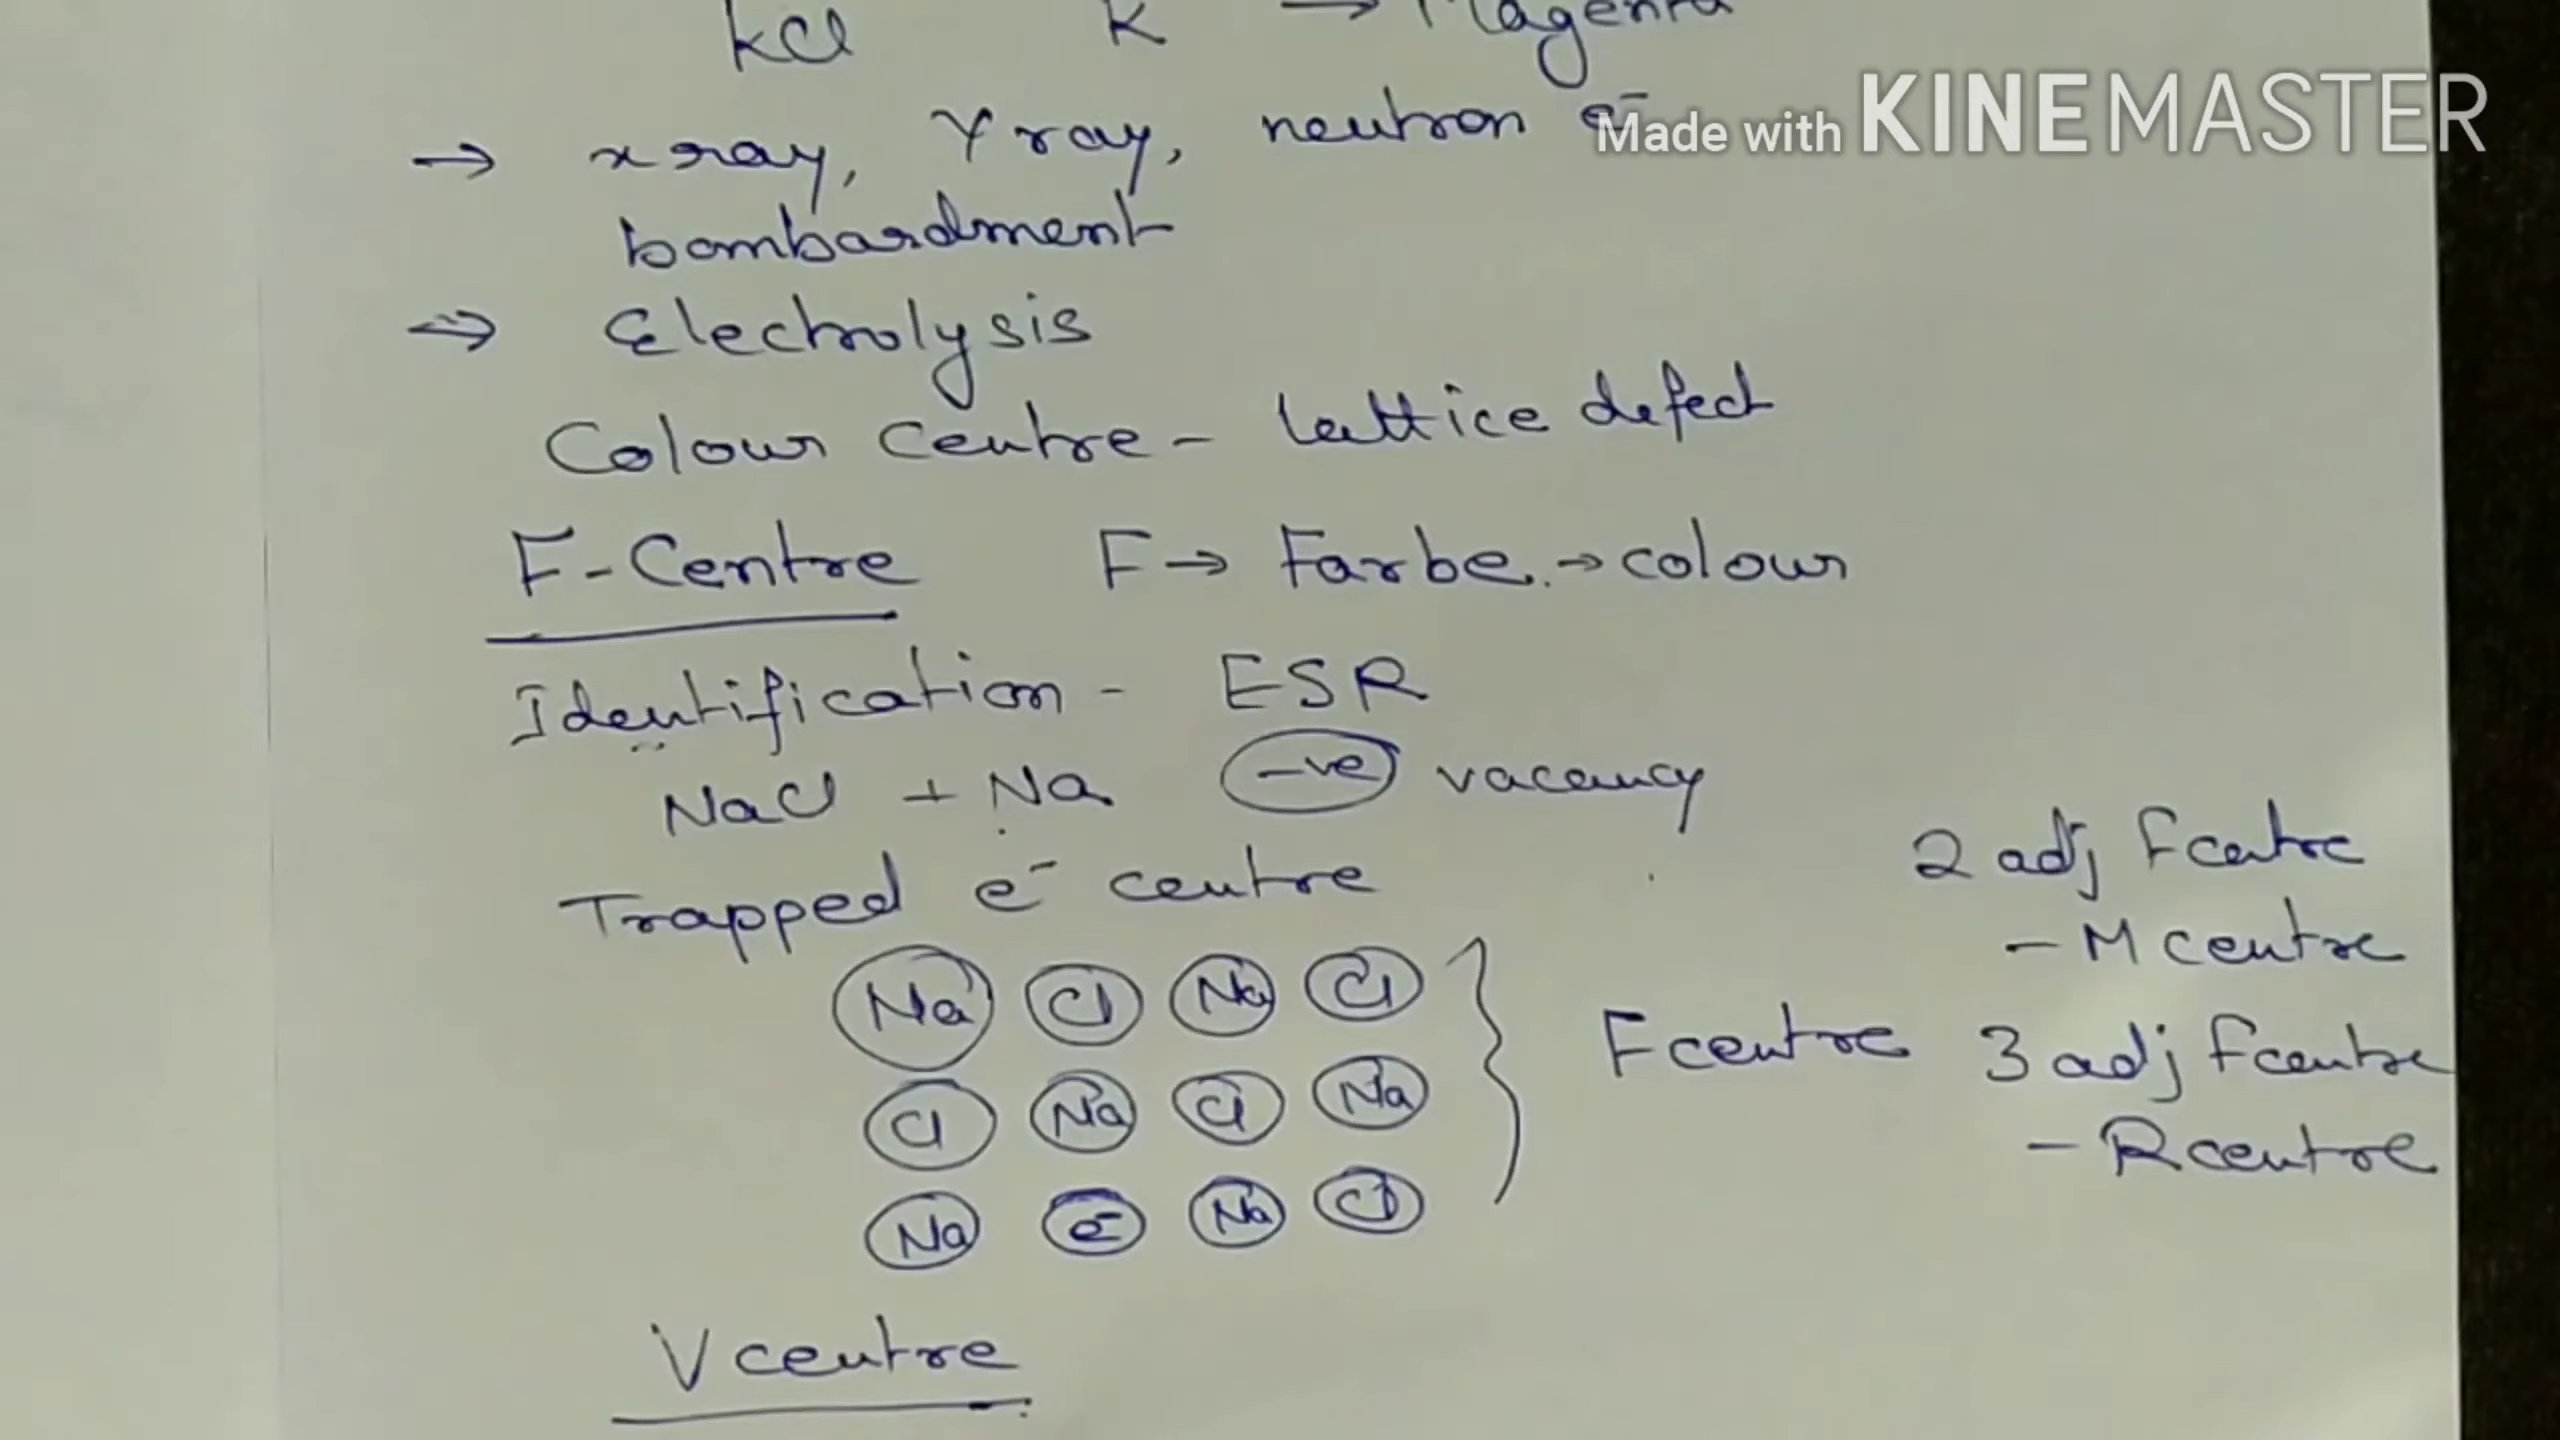 KCl K → Magenta
Made with KINEMASTER
→ x ray, γ ray, neutron e-
bombardment
⇒ Electrolysis
Colour Centre - lattice defect
F-Centre F → Farbe. → colour
Identification - ESR
NaCl + Na -ve vacancy
Trapped e- centre
2 adj F centre
- M centre
Na Cl Na Cl
Cl Na Cl Na
Na e- Na Cl
F centre
3 adj F centre
- R centre
V centre